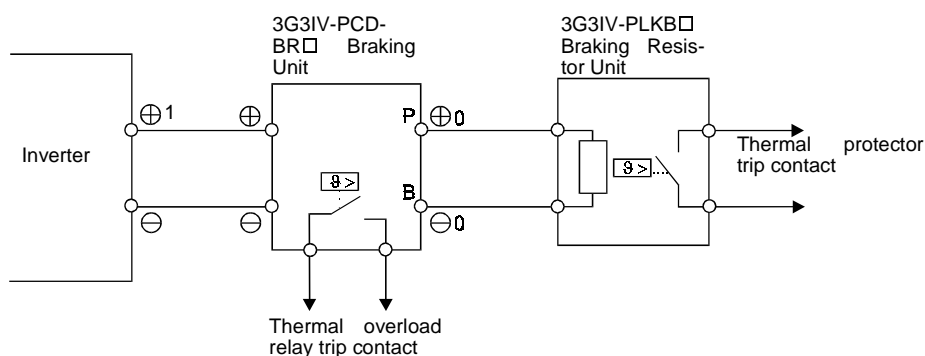 3G3IV-PCD-
BR□ Braking
Unit
3G3IV-PLKB□
Braking Resis-
tor Unit
Inverter
⊕1
⊕
P ⊕0
ϑ>
ϑ>
B
⊖
⊖
⊖0
Thermal protector
trip contact
Thermal overload
relay trip contact